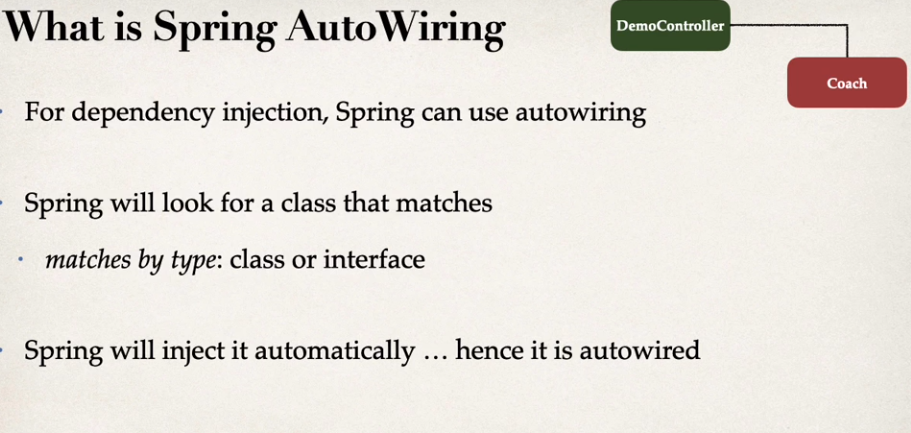 What is Spring AutoWiring
DemoController
Coach
For dependency injection, Spring can use autowiring
Spring will look for a class that matches
matches by type: class or interface
Spring will inject it automatically … hence it is autowired